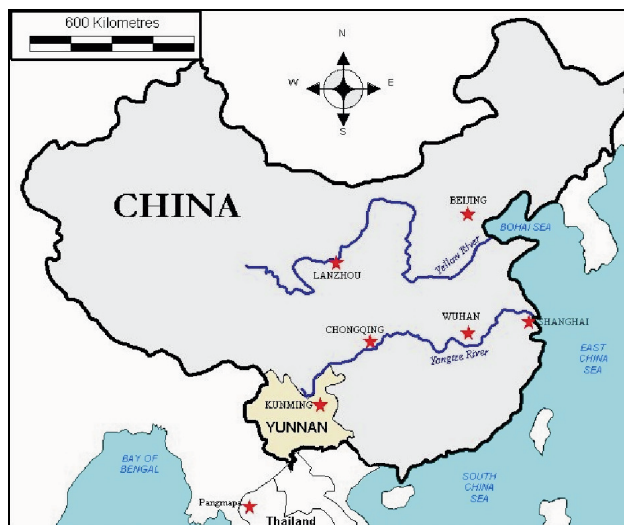 600 Kilometres
N
W
E
S
CHINA
BEIJING
BOHAI SEA
Yellow River
LANZHOU
WUHAN
CHONGQING
SHANGHAI
Yangtze River
EAST
CHINA
SEA
KUNMING
YUNNAN
BAY OF
BENGAL
SOUTH
CHINA
SEA
Pangmapa
Thailand